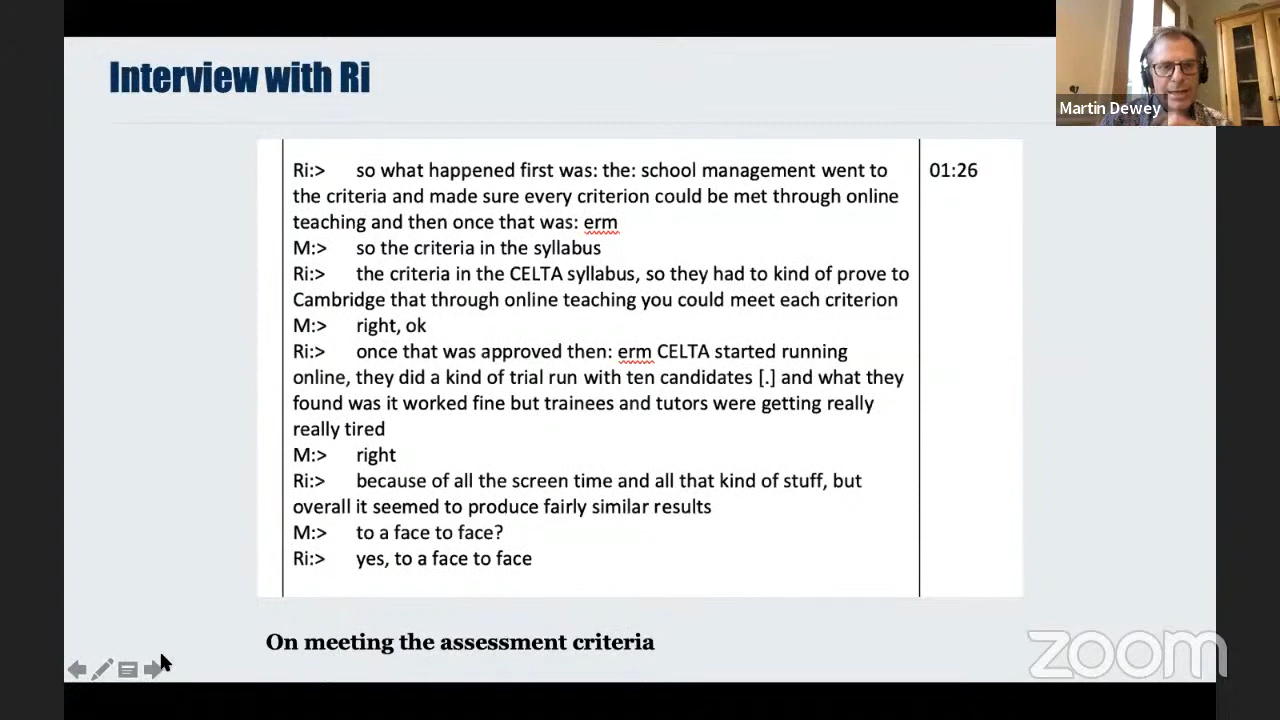 Interview with Ri
Martin Dewey
Ri:> so what happened first was: the: school management went to
the criteria and made sure every criterion could be met through online
teaching and then once that was: erm
M:> so the criteria in the syllabus
Ri:> the criteria in the CELTA syllabus, so they had to kind of prove to
Cambridge that through online teaching you could meet each criterion
M:> right, ok
Ri:> once that was approved then: erm CELTA started running
online, they did a kind of trial run with ten candidates [.] and what they
found was it worked fine but trainees and tutors were getting really
really tired
M:> right
Ri:> because of all the screen time and all that kind of stuff, but
overall it seemed to produce fairly similar results
M:> to a face to face?
Ri:> yes, to a face to face
01:26
On meeting the assessment criteria
zoom